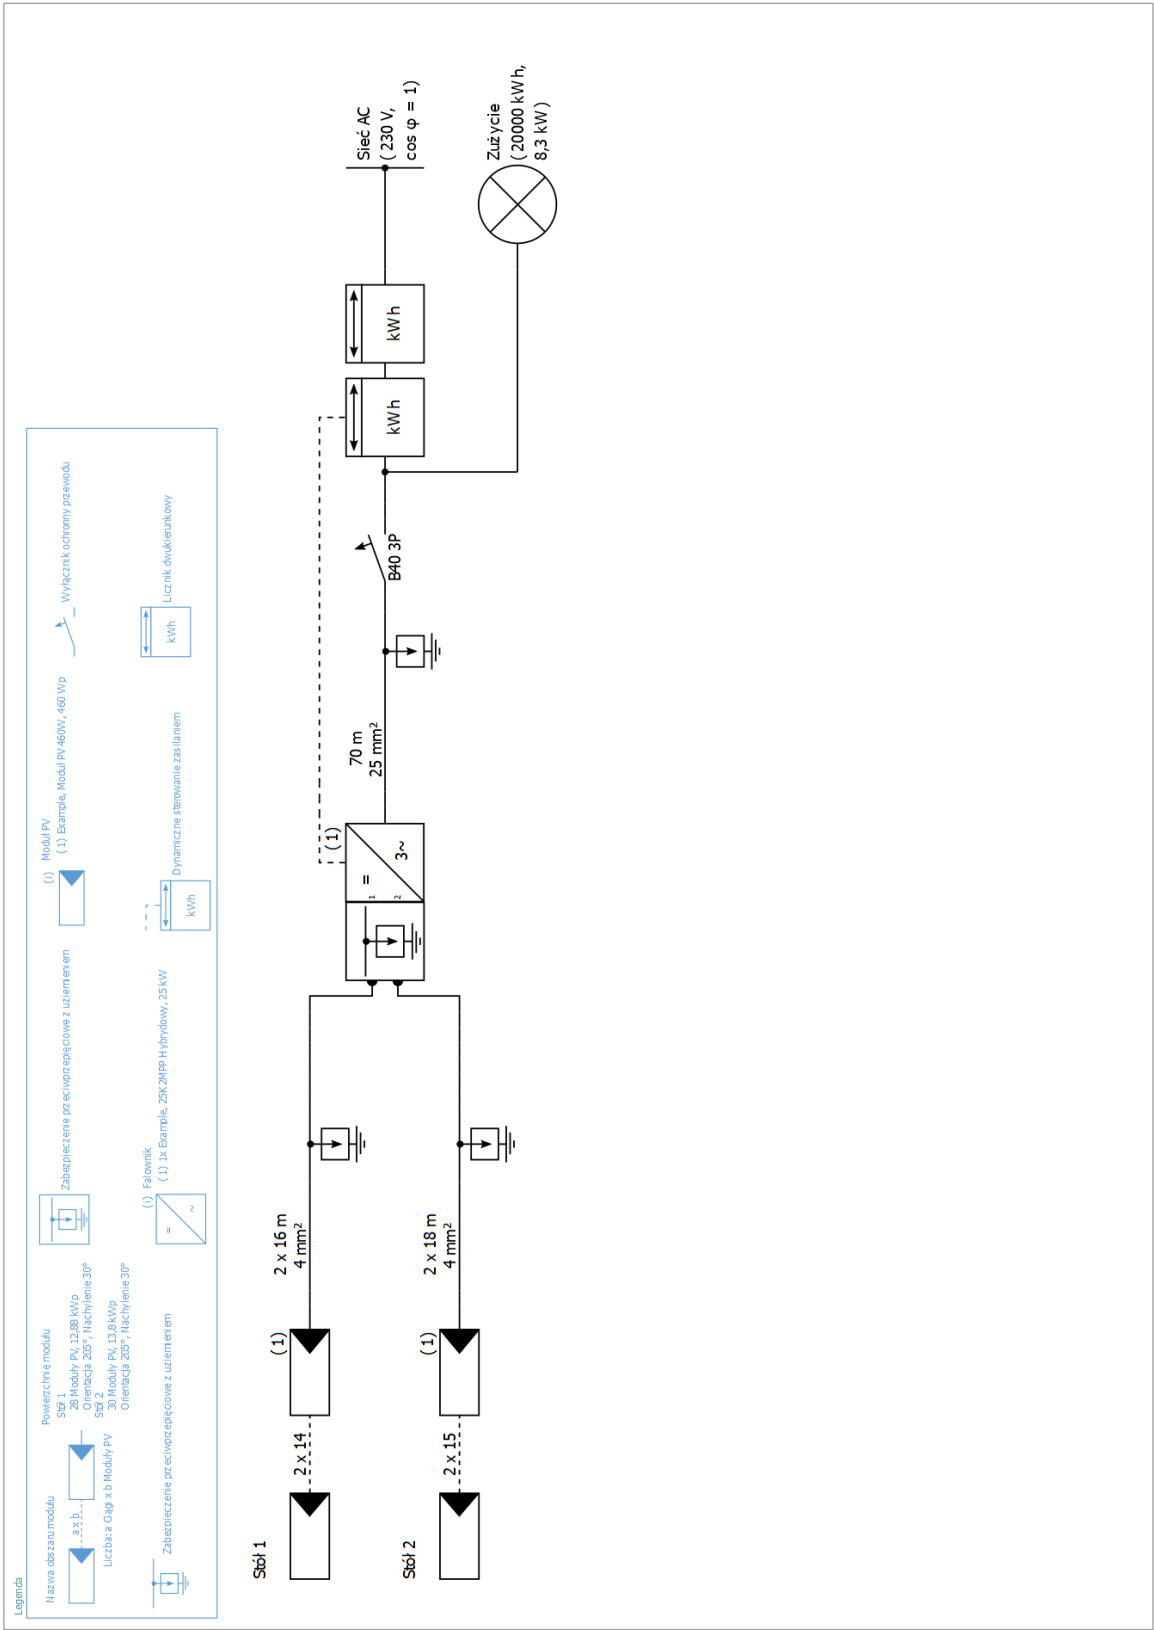 Legenda
Nazwa obszaru modułu
a x b
Liczba: a Ciągi x b Moduły PV
Powierzchnię modułu
Stół 1
28 Moduły PV, 12,88 kWp
Orientacja 205°, Nachylenie 30°
Stół 2
30 Moduły PV, 13,8 kWp
Orientacja 205°, Nachylenie 30°
Zabezpieczenie przeciwprzepięciowe z uziemieniem
(i) Moduł PV
(1) Example, Moduł PV 460W, 460 Wp
Wyłącznik ochronny przewodu
Zabezpieczenie przeciwprzepięciowe z uziemieniem
(i) Falownik
(1) 1x Example, 25K 2MPP Hybrydowy, 25 kW
=
~
kWh
Dynamiczne sterowanie zasilaniem
kWh
Licznik dwukierunkowy
Stół 1
2 x 14
(1)
2 x 16 m
4 mm²
Stół 2
2 x 15
(1)
2 x 18 m
4 mm²
(1)
=
1
2
3~
70 m
25 mm²
B40 3P
kWh
kWh
Sieć AC
(230 V,
cos φ = 1)
Zużycie
(20000 kWh,
8,3 kW)